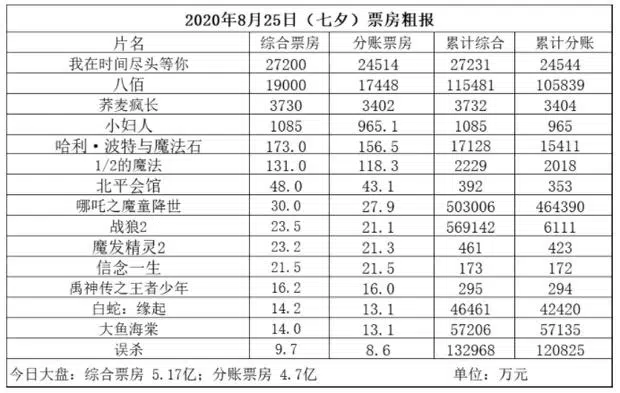 2020年8月25日（七夕）票房粗报
片名 综合票房 分账票房 累计综合 累计分账
我在时间尽头等你 27200 24514 27231 24544
八佰 19000 17448 115481 105839
荞麦疯长 3730 3402 3732 3404
小妇人 1085 965.1 1085 965
哈利·波特与魔法石 173.0 156.5 17128 15411
1/2的魔法 131.0 118.3 2229 2018
北平会馆 48.0 43.1 392 353
哪吒之魔童降世 30.0 27.9 503006 464390
战狼2 23.5 21.1 569142 6111
魔发精灵2 23.2 21.3 461 423
信念一生 21.5 21.5 173 172
禹神传之王者少年 16.2 16.0 295 294
白蛇：缘起 14.2 13.1 46461 42420
大鱼海棠 14.0 13.1 57206 57135
误杀 9.7 8.6 132968 120825
今日大盘：综合票房 5.17亿；分账票房 4.7亿 单位：万元